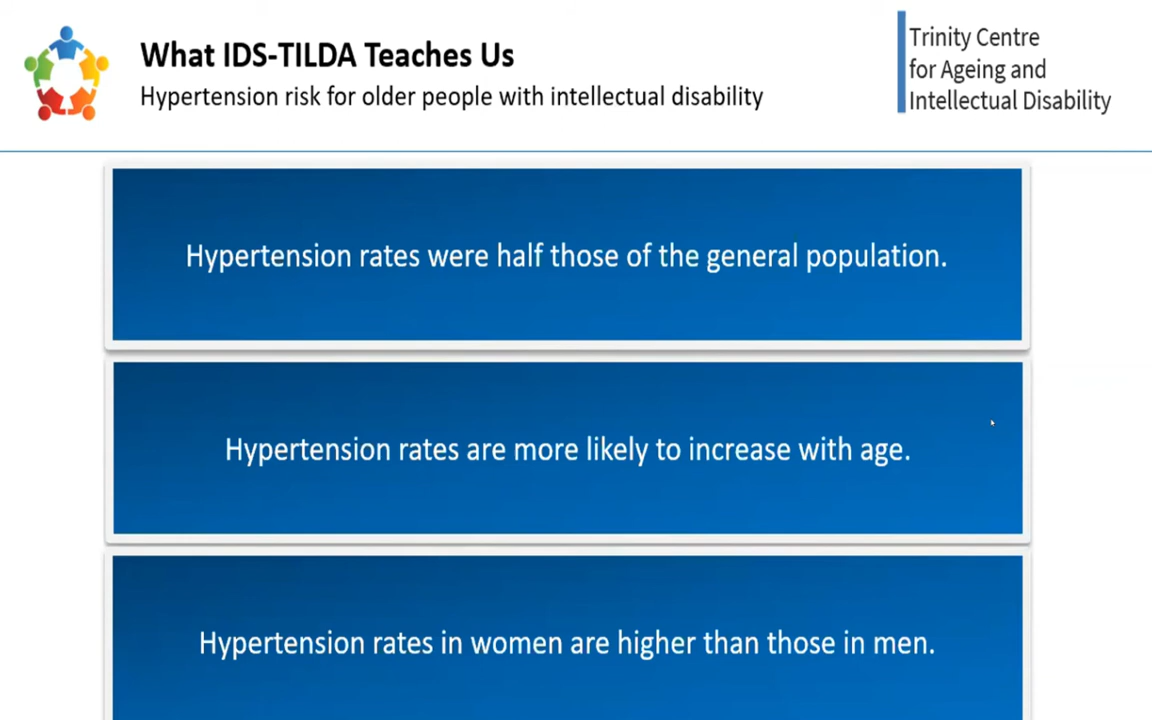 What IDS-TILDA Teaches Us
Hypertension risk for older people with intellectual disability
Trinity Centre
for Ageing and
Intellectual Disability
Hypertension rates were half those of the general population.
Hypertension rates are more likely to increase with age.
Hypertension rates in women are higher than those in men.